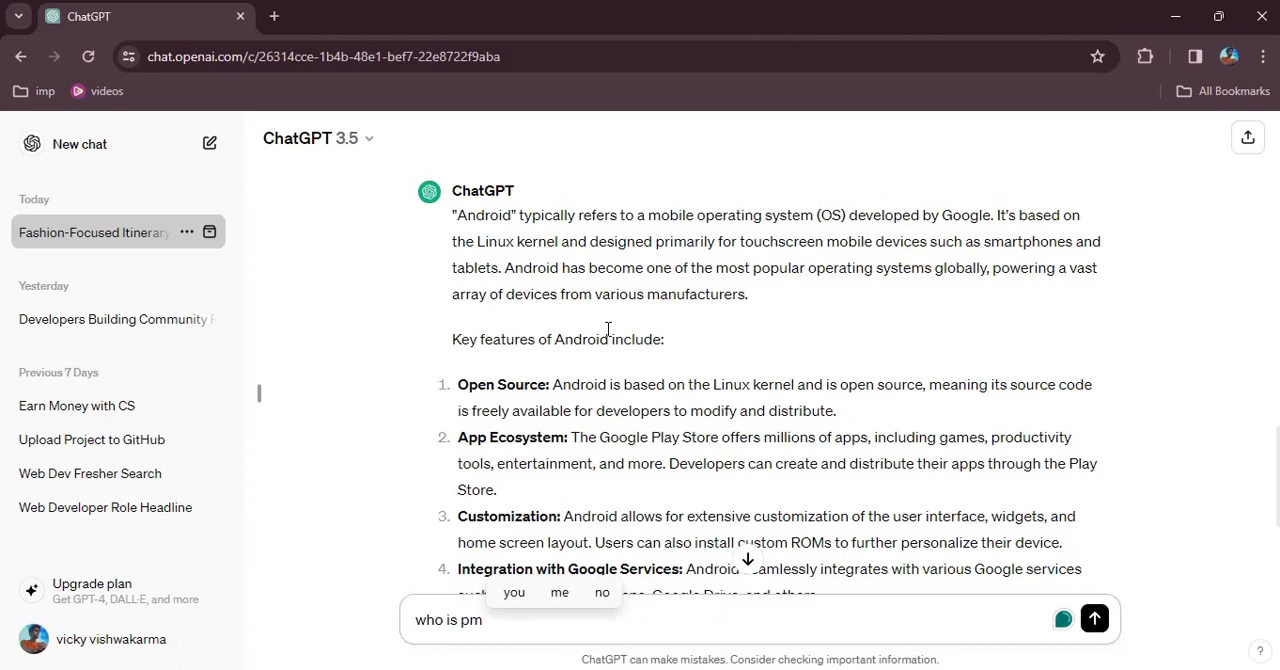 ChatGPT
chat.openai.com/c/26314cce-1b4b-48e1-bef7-22e8722f9aba
imp
videos
All Bookmarks
New chat
Today
Fashion-Focused Itinerary
Yesterday
Developers Building Community
Previous 7 Days
Earn Money with CS
Upload Project to GitHub
Web Dev Fresher Search
Web Developer Role Headline
Upgrade plan
Get GPT-4, DALL·E, and more
vicky vishwakarma
ChatGPT 3.5
ChatGPT
"Android" typically refers to a mobile operating system (OS) developed by Google. It's based on
the Linux kernel and designed primarily for touchscreen mobile devices such as smartphones and
tablets. Android has become one of the most popular operating systems globally, powering a vast
array of devices from various manufacturers.
Key features of Android include:
1. Open Source: Android is based on the Linux kernel and is open source, meaning its source code
is freely available for developers to modify and distribute.
2. App Ecosystem: The Google Play Store offers millions of apps, including games, productivity
tools, entertainment, and more. Developers can create and distribute their apps through the Play
Store.
3. Customization: Android allows for extensive customization of the user interface, widgets, and
home screen layout. Users can also install custom ROMs to further personalize their device.
4. Integration with Google Services: Android seamlessly integrates with various Google services
Google Drive, and others.
you me no
who is pm
ChatGPT can make mistakes. Consider checking important information.
?